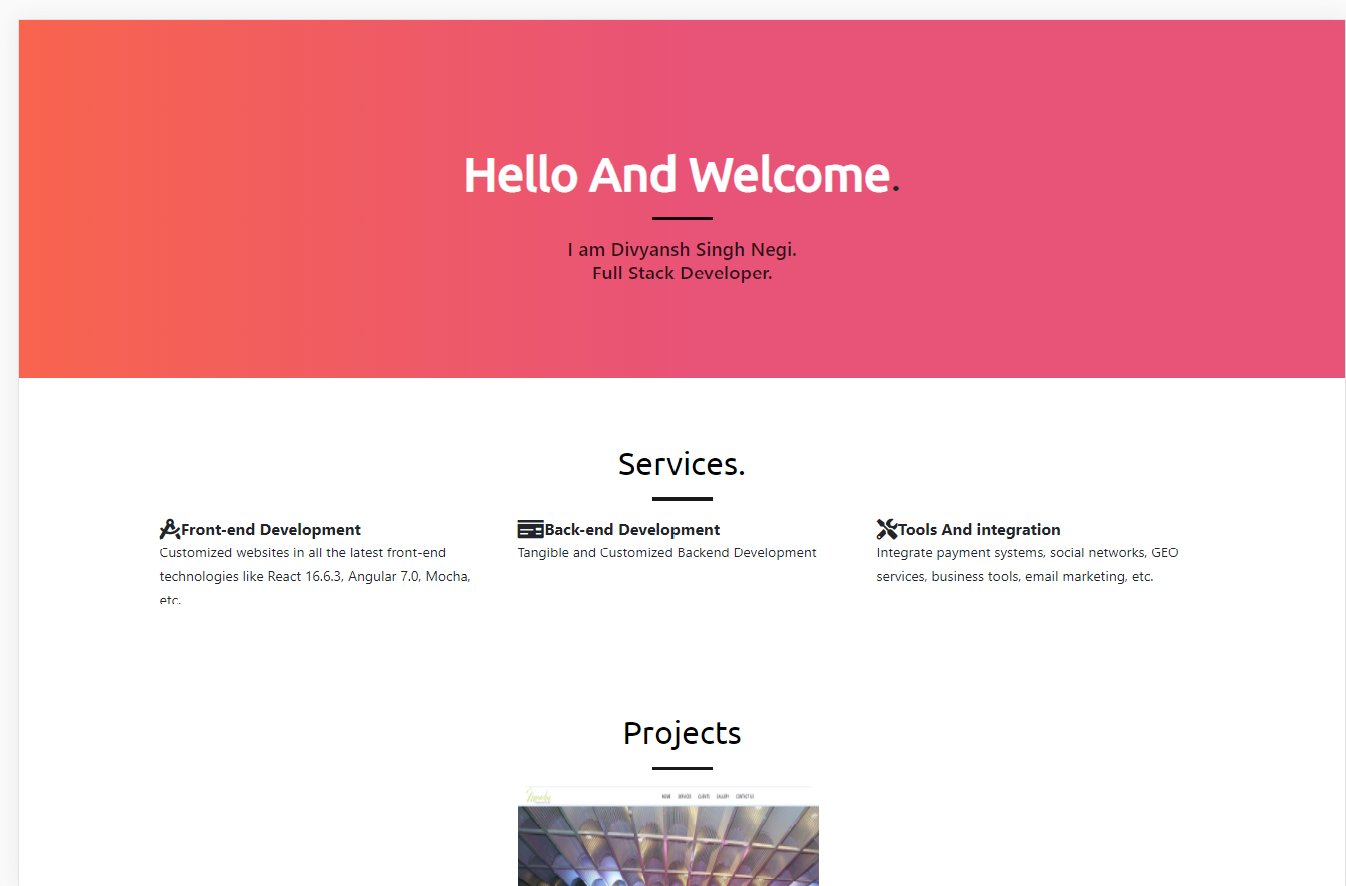 Hello And Welcome.
I am Divyansh Singh Negi.
Full Stack Developer.
Services.
Front-end Development
Customized websites in all the latest front-end
technologies like React 16.6.3, Angular 7.0, Mocha,
etc.
Back-end Development
Tangible and Customized Backend Development
Tools And integration
Integrate payment systems, social networks, GEO
services, business tools, email marketing, etc.
Projects
HOME SERVICES CLIENTS GALLERY CONTACT US